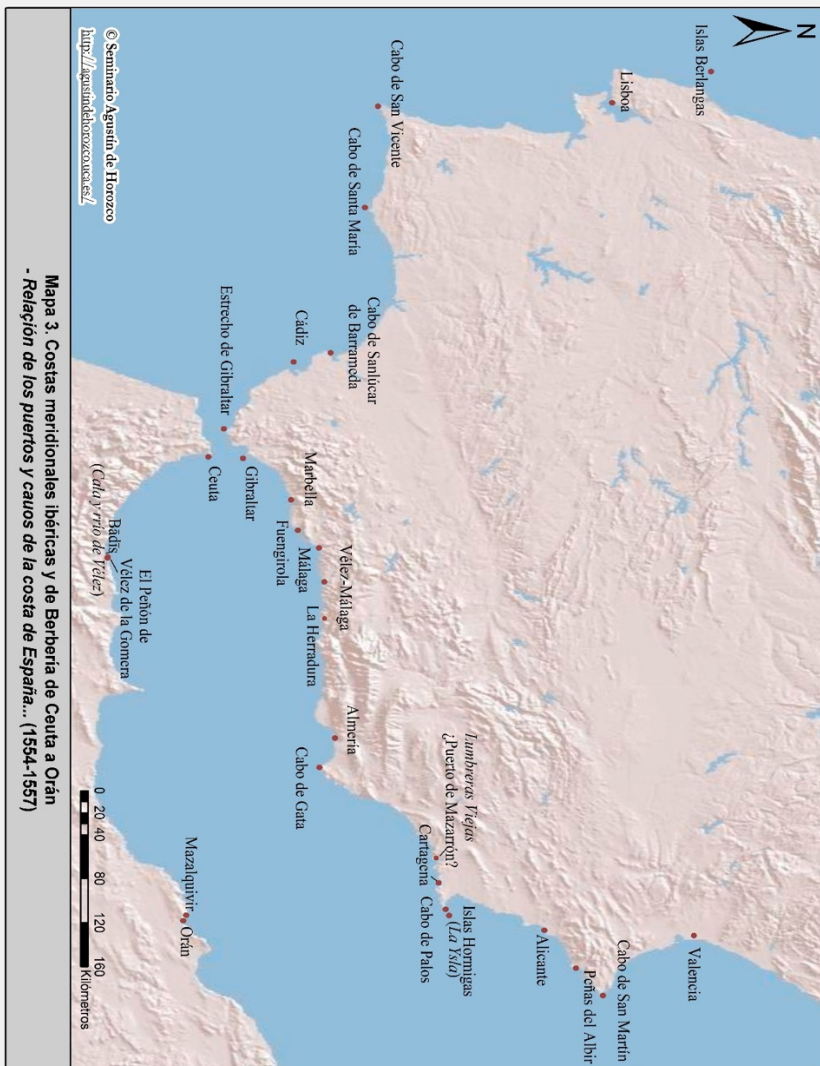 N
Islas Berlangas
Lisboa
Cabo de San Vicente
Cabo de Santa María
Cabo de Sanlúcar
de Barrameda
Cádiz
Estrecho de Gibraltar
Gibraltar
Ceuta
Marbella
Fuengirola
Málaga
Vélez-Málaga
La Herradura
Almería
Cabo de Gata
Lumbreras Viejas
¿Puerto de Mazarrón?
Cartagena
Cabo de Palos
Islas Hormigas
(La Ysla)
Alicante
Peñas del Albir
Cabo de San Martín
Valencia
El Peñón de
Vélez de la Gomera
Bādis
(Cala y rrio de Vélez)
Mazalquivir
Orán
0 20 40 80 120 160
Kilómetros
© Seminario Agustín de Horozco
http://agustindehorozco.uca.es/
Mapa 3. Costas meridionales ibéricas y de Berbería de Ceuta a Orán
- Relaçión de los puertos y cauos de la costa de España... (1554-1557)